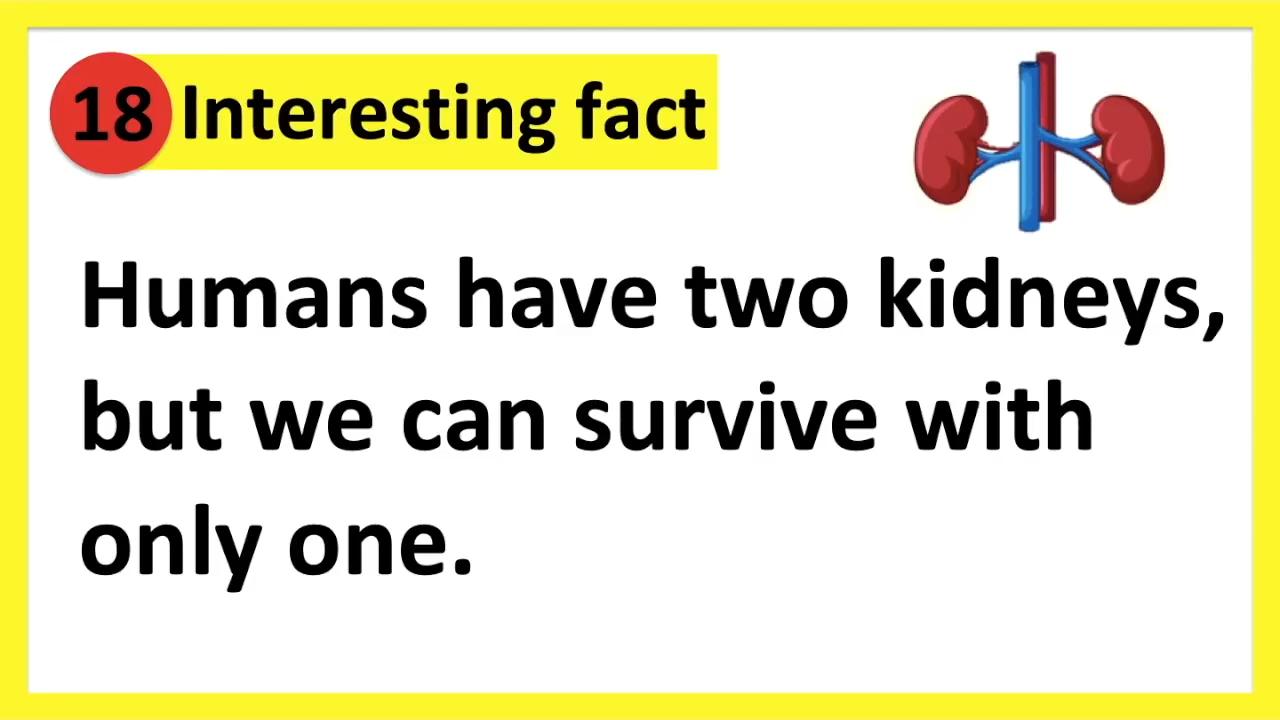 18 Interesting fact
Humans have two kidneys,
but we can survive with
only one.